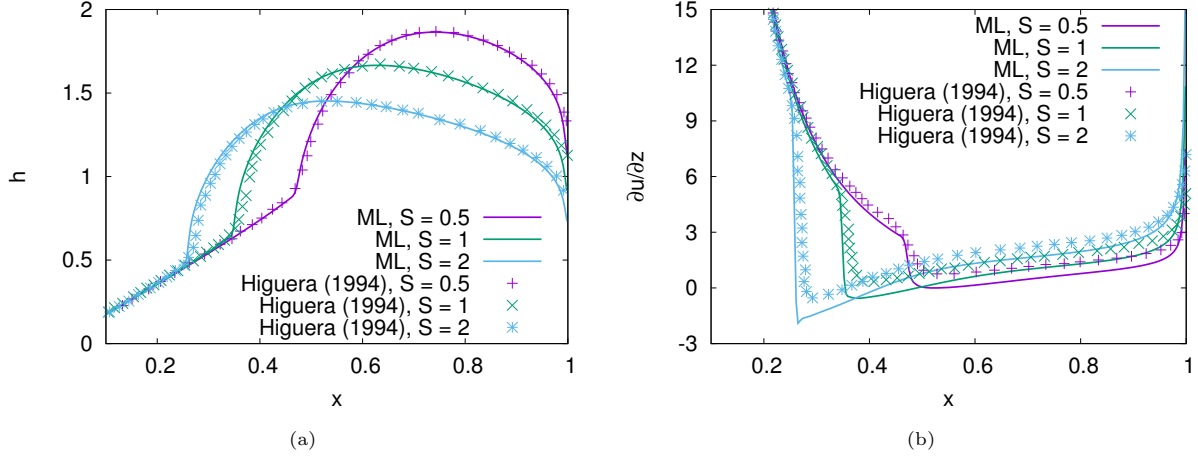 2
1.5
1
0.5
0
h
0.2
0.4
0.6
0.8
1
x
ML, S = 0.5
ML, S = 1
ML, S = 2
Higuera (1994), S = 0.5
Higuera (1994), S = 1
Higuera (1994), S = 2
(a)
15
12
9
6
3
0
-3
∂u/∂z
0.2
0.4
0.6
0.8
1
x
ML, S = 0.5
ML, S = 1
ML, S = 2
Higuera (1994), S = 0.5
Higuera (1994), S = 1
Higuera (1994), S = 2
(b)